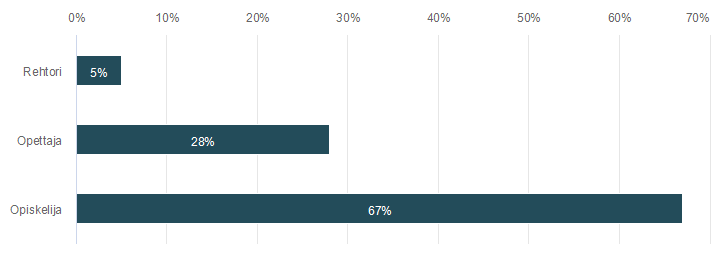 0% 10% 20% 30% 40% 50% 60% 70%
Rehtori 5%
Opettaja 28%
Opiskelija 67%